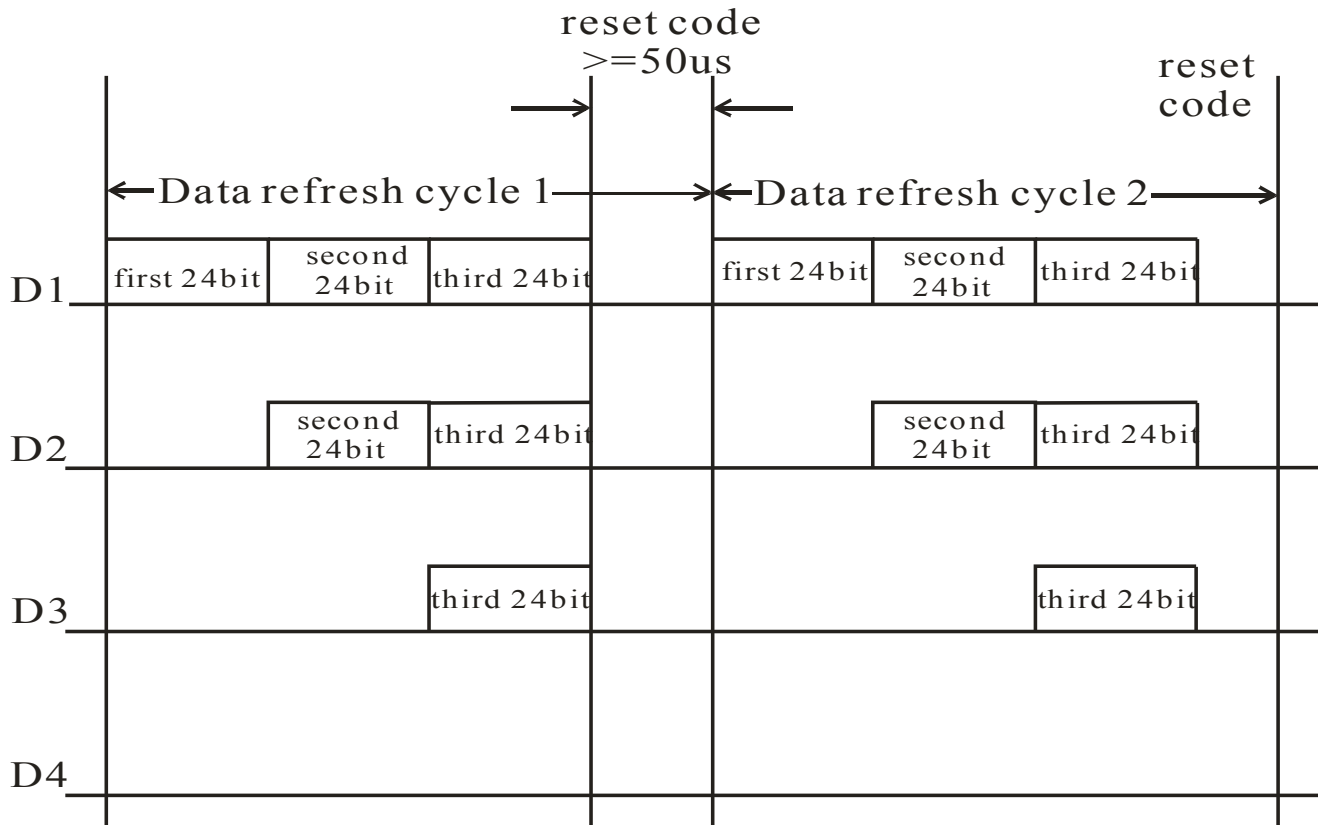 reset code
>=50us
reset
code
Data refresh cycle 1
Data refresh cycle 2
D1
first 24bit
second
24bit
third 24bit
first 24bit
second
24bit
third 24bit
D2
second
24bit
third 24bit
second
24bit
third 24bit
D3
third 24bit
third 24bit
D4